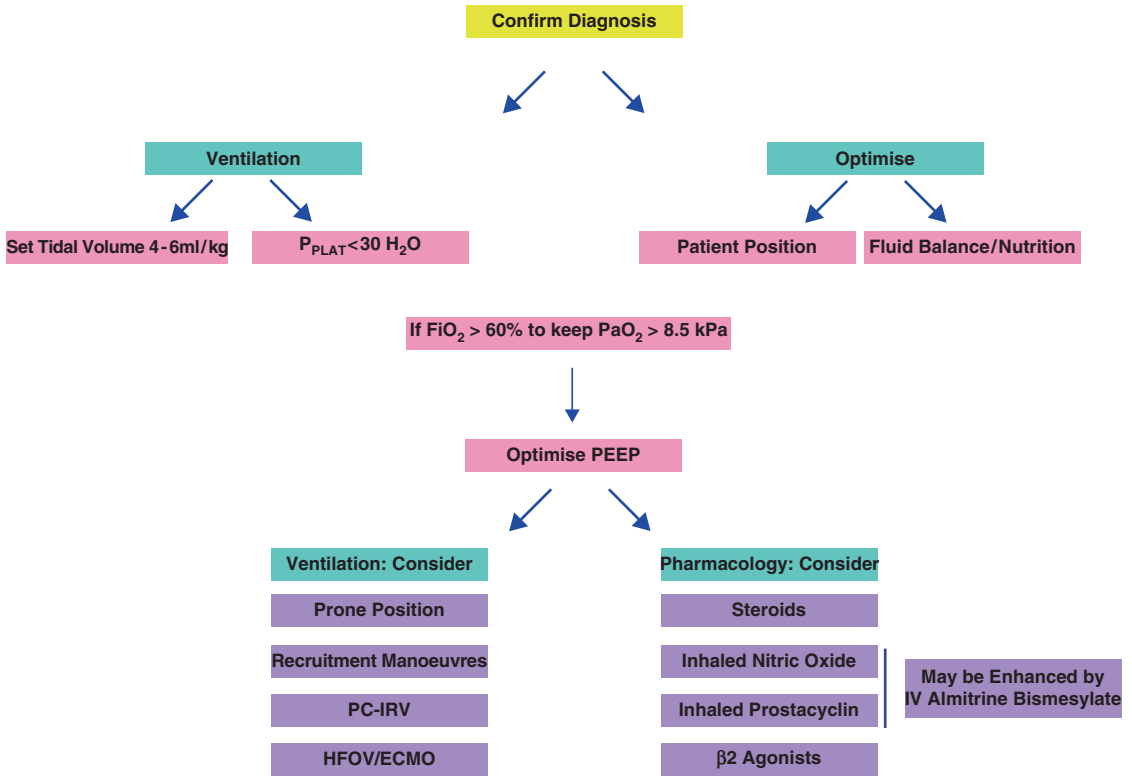 Confirm Diagnosis
Ventilation
Optimise
Set Tidal Volume 4-6ml/kg
P_PLAT<30 H₂O
Patient Position
Fluid Balance/Nutrition
If FiO₂ > 60% to keep PaO₂ > 8.5 kPa
Optimise PEEP
Ventilation: Consider
Prone Position
Recruitment Manoeuvres
PC-IRV
HFOV/ECMO
Pharmacology: Consider
Steroids
Inhaled Nitric Oxide
Inhaled Prostacyclin
β2 Agonists
May be Enhanced by
IV Almitrine Bismesylate